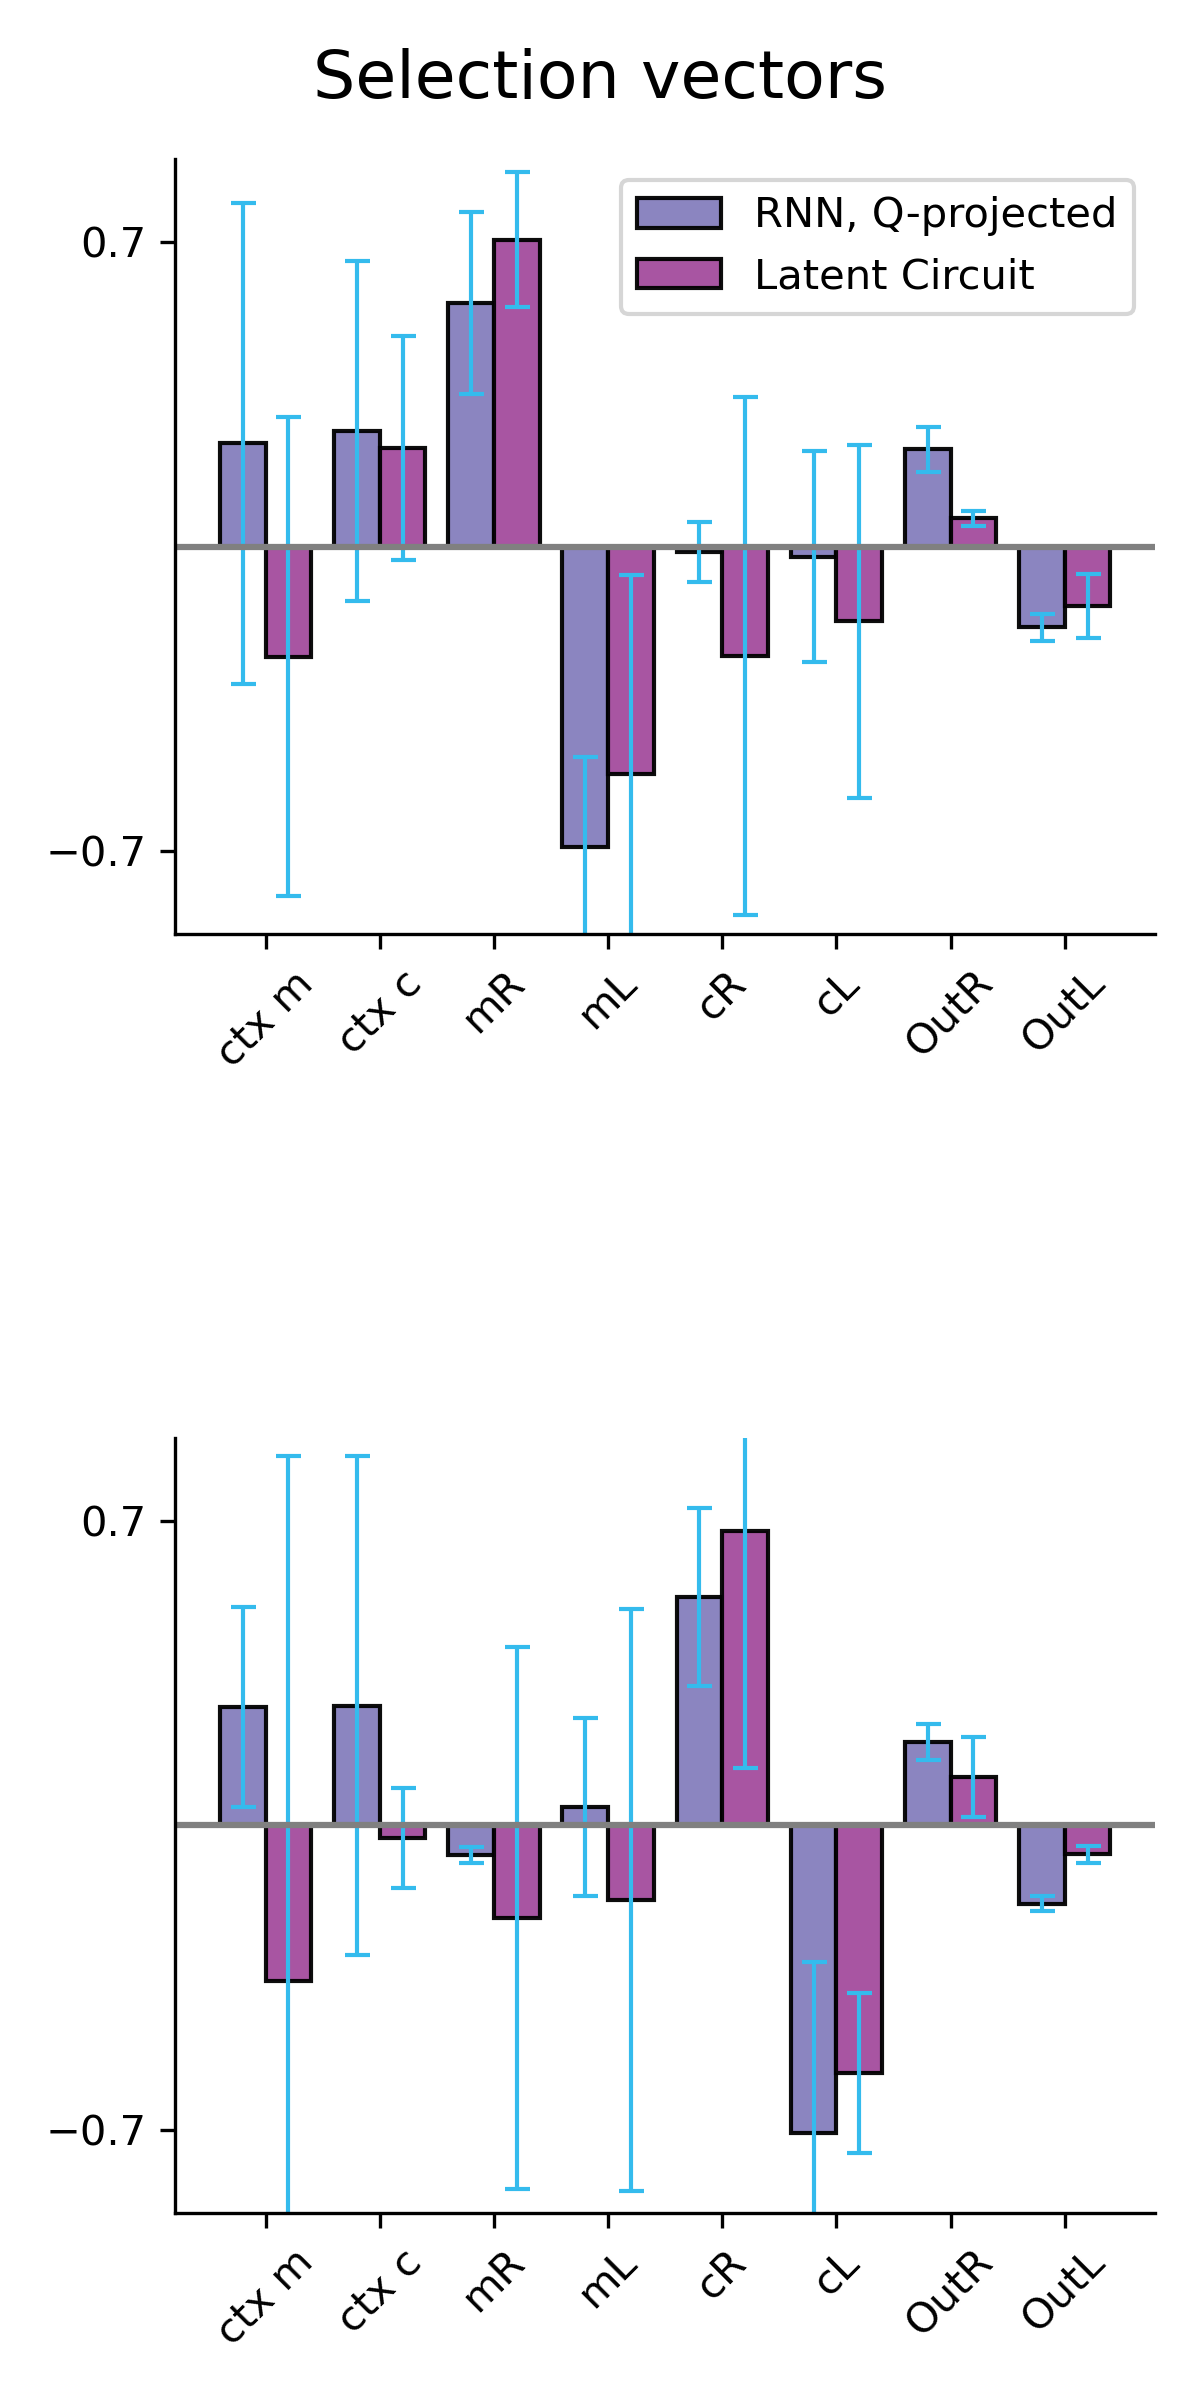 Selection vectors
RNN, Q-projected
Latent Circuit
0.7
−0.7
ctx m
ctx c
mR
mL
cR
cL
OutR
OutL
0.7
−0.7
ctx m
ctx c
mR
mL
cR
cL
OutR
OutL